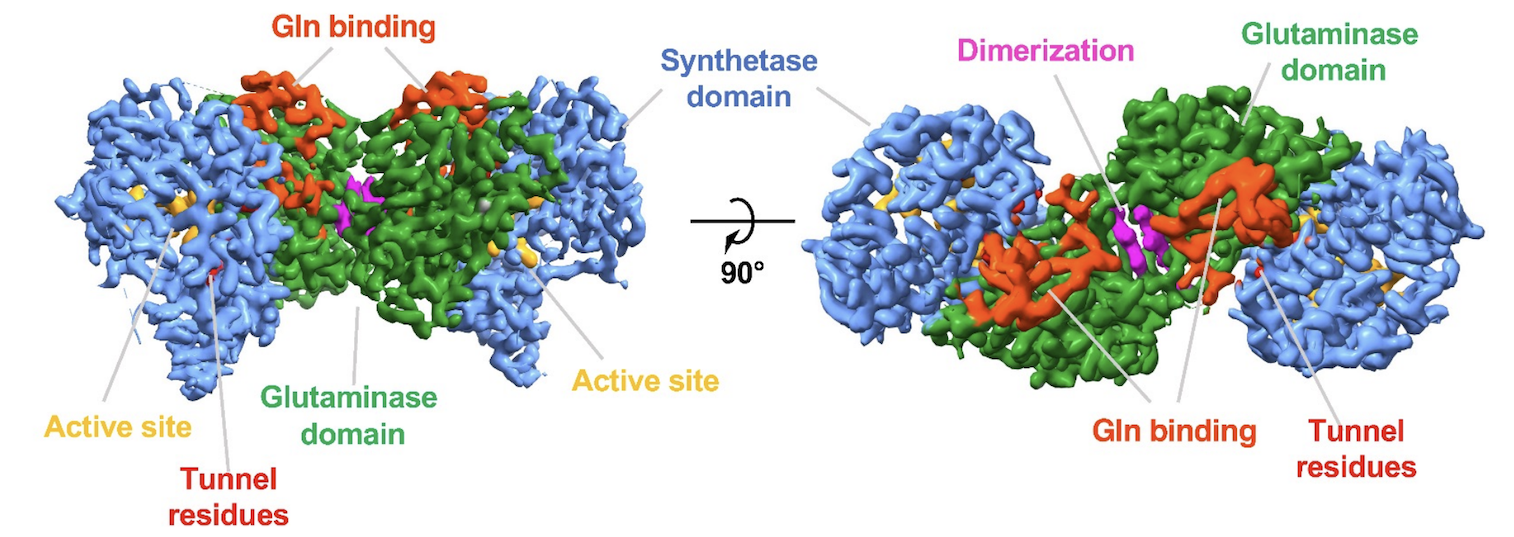 Gln binding
Synthetase
domain
Active site
Glutaminase
domain
Active site
Tunnel
residues
90°
Dimerization
Glutaminase
domain
Gln binding
Tunnel
residues